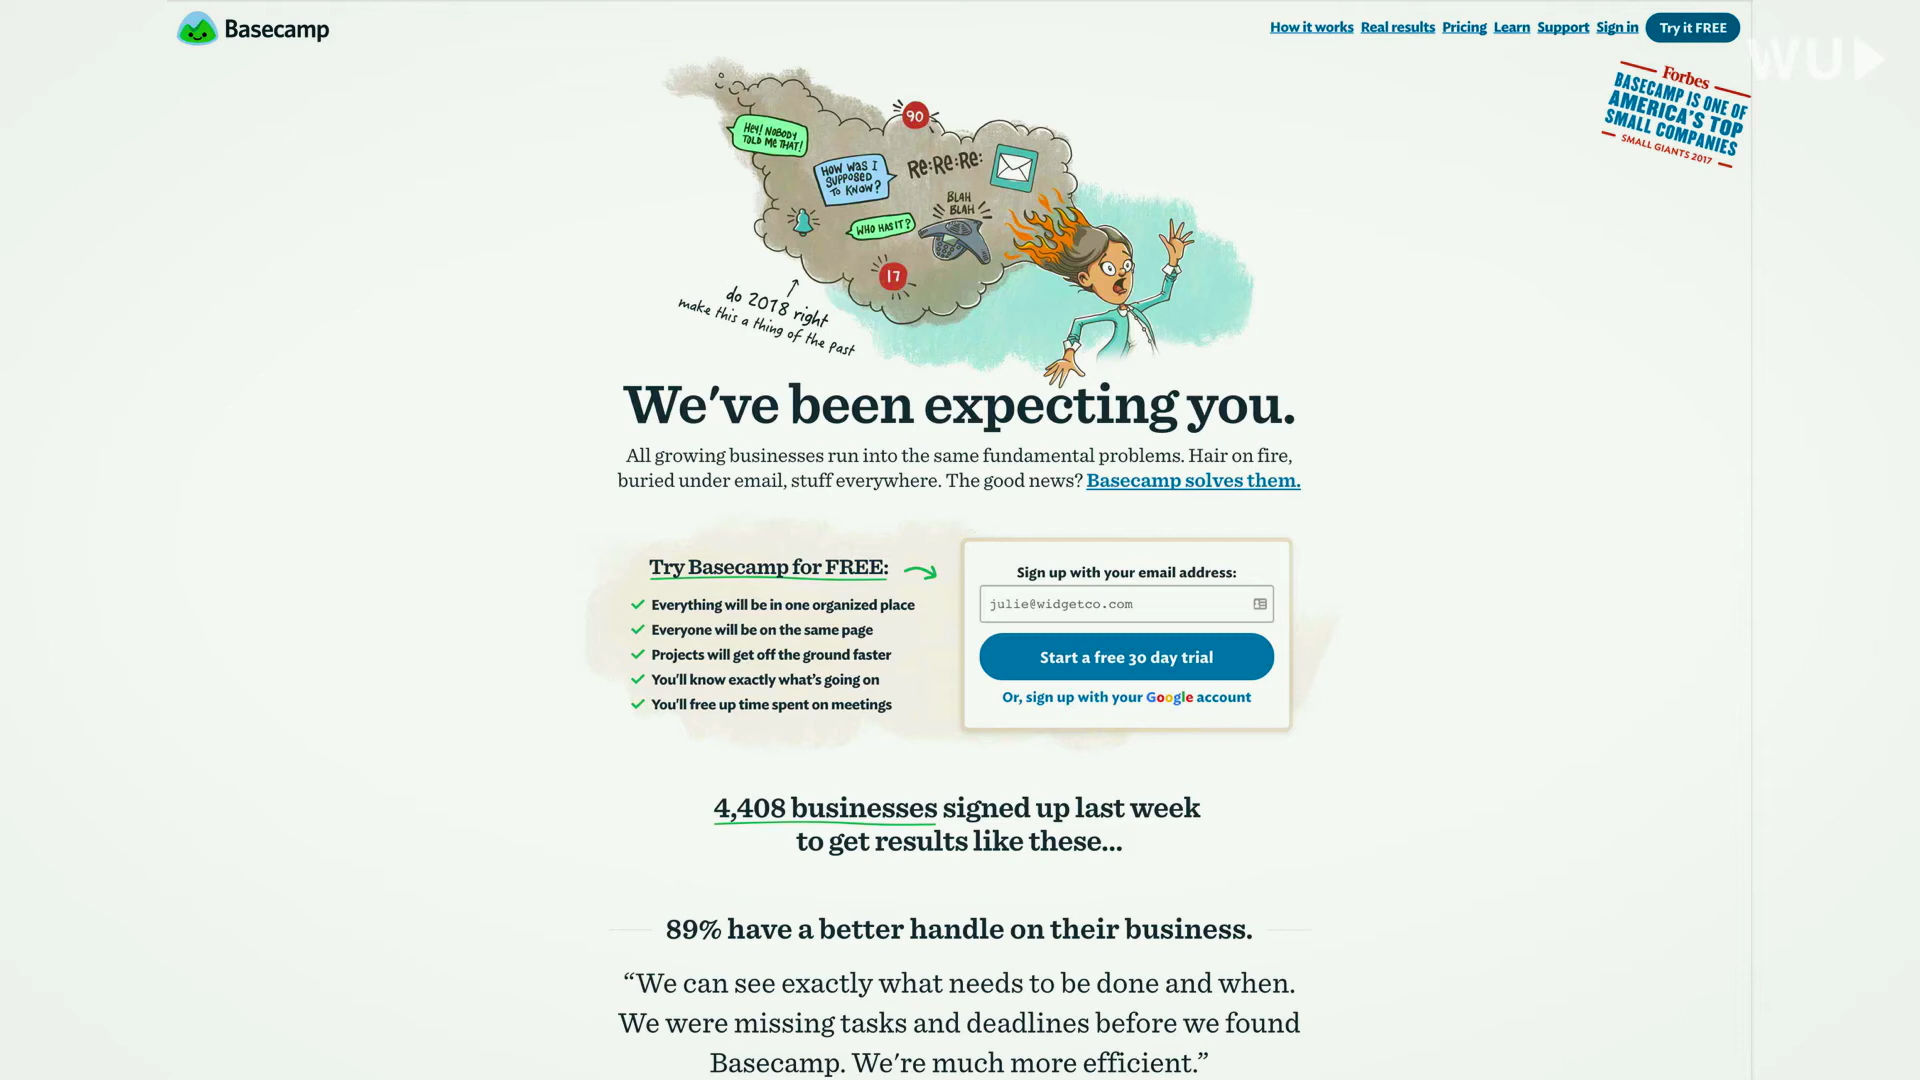 Basecamp
How it works Real results Pricing Learn Support Sign in Try it FREE
WU
Forbes
BASECAMP IS ONE OF
AMERICA'S TOP
SMALL COMPANIES
SMALL GIANTS 2017
90
HEY! NOBODY
TOLD ME THAT!
HOW WAS I
SUPPOSED
TO KNOW?
Re:Re:Re:
BLAH
BLAH
WHO HAS IT?
17
do 2018 right
make this a thing of the past
We've been expecting you.
All growing businesses run into the same fundamental problems. Hair on fire,
buried under email, stuff everywhere. The good news? Basecamp solves them.
Try Basecamp for FREE:
Everything will be in one organized place
Everyone will be on the same page
Projects will get off the ground faster
You'll know exactly what's going on
You'll free up time spent on meetings
Sign up with your email address:
julie@widgetco.com
Start a free 30 day trial
Or, sign up with your Google account
4,408 businesses signed up last week
to get results like these...
89% have a better handle on their business.
“We can see exactly what needs to be done and when.
We were missing tasks and deadlines before we found
Basecamp. We're much more efficient.”